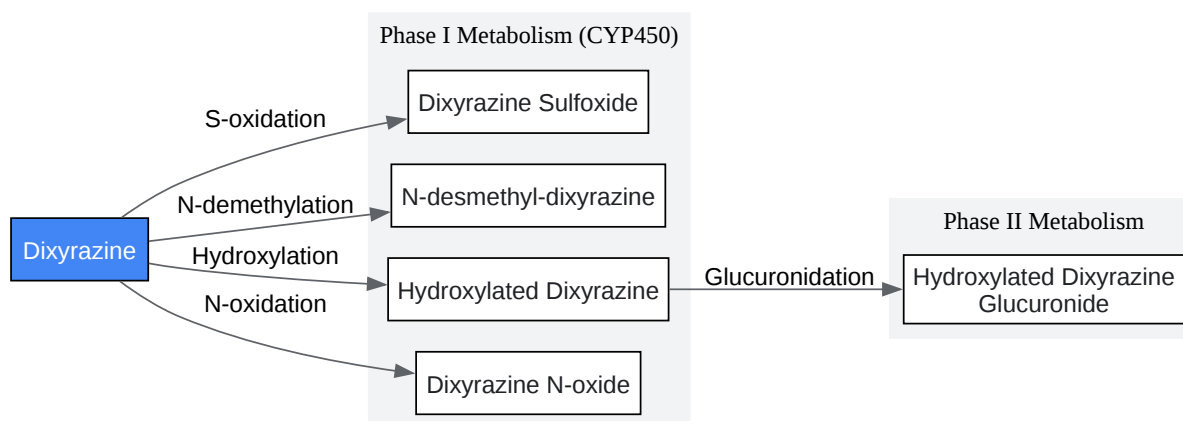 Phase I Metabolism (CYP450)
Dixyrazine Sulfoxide
S-oxidation
N-demethylation
N-desmethyl-dixyrazine
Dixyrazine
Hydroxylation
Hydroxylated Dixyrazine
N-oxidation
Dixyrazine N-oxide
Glucuronidation
Phase II Metabolism
Hydroxylated Dixyrazine
Glucuronide